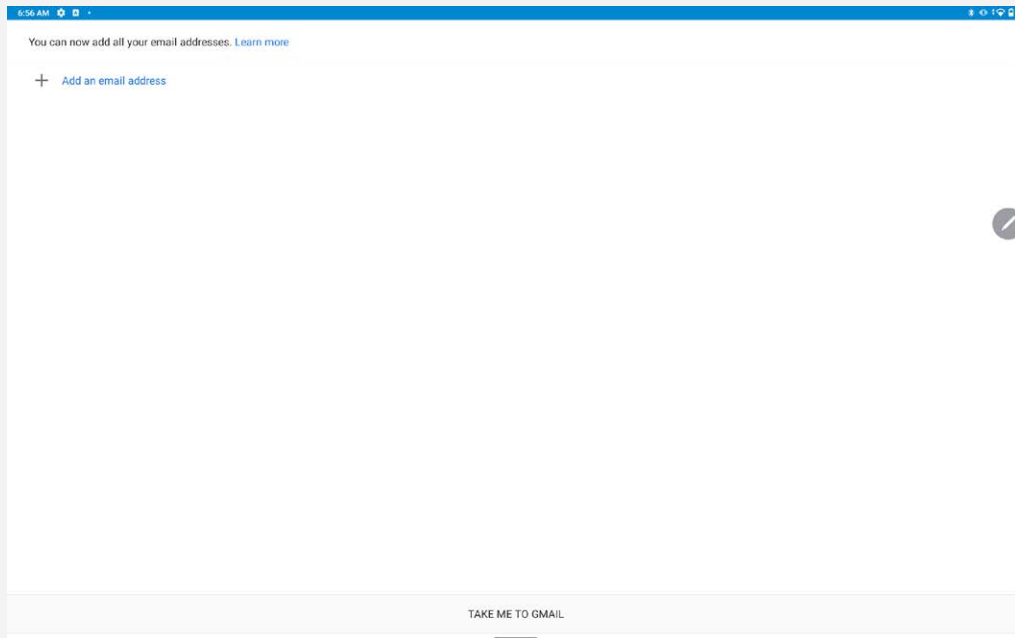 6:56 AM
You can now add all your email addresses. Learn more
Add an email address
TAKE ME TO GMAIL